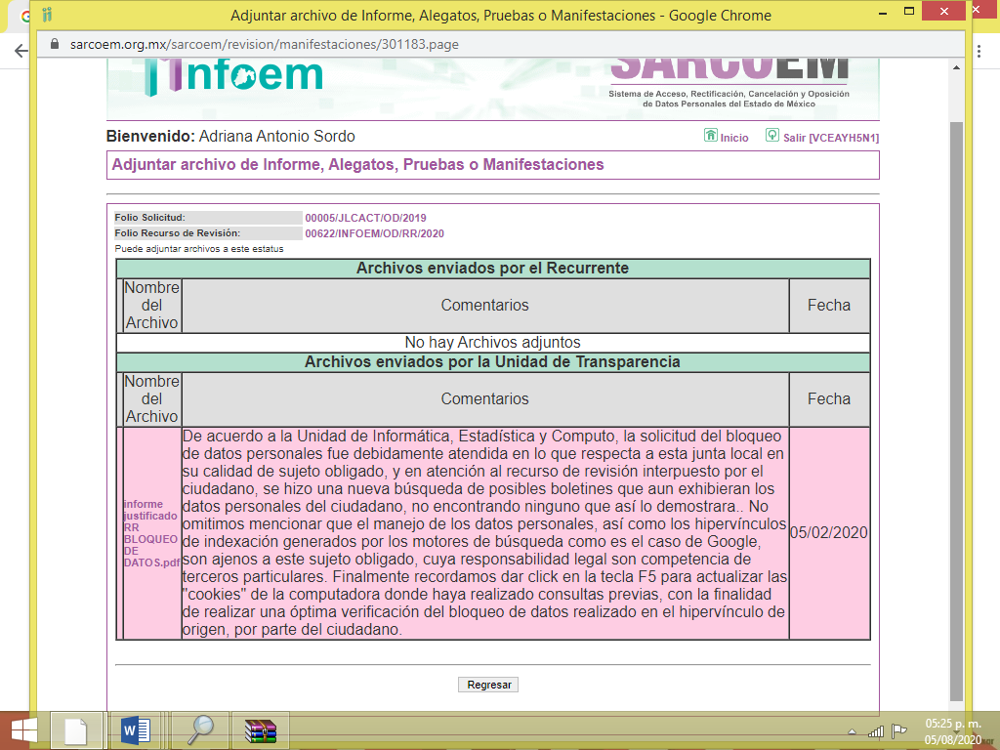 Adjuntar archivo de Informe, Alegatos, Pruebas o Manifestaciones - Google Chrome
sarcoem.org.mx/sarcoem/revision/manifestaciones/301183.page
infoem
SARCOEM
Sistema de Acceso, Rectificación, Cancelación y Oposición
de Datos Personales del Estado de México
Bienvenido: Adriana Antonio Sordo
Inicio
Salir [VCEAYH5N1]
Adjuntar archivo de Informe, Alegatos, Pruebas o Manifestaciones
Folio Solicitud: 00005/JLCACT/OD/2019
Folio Recurso de Revisión: 00622/INFOEM/OD/RR/2020
Puede adjuntar archivos a este estatus
Archivos enviados por el Recurrente
Nombre
del
Archivo
Comentarios
Fecha
No hay Archivos adjuntos
Archivos enviados por la Unidad de Transparencia
Nombre
del
Archivo
Comentarios
Fecha
informe
justificado
RR
BLOQUEO
DE
DATOS.pdf
De acuerdo a la Unidad de Informática, Estadística y Computo, la solicitud del bloqueo
de datos personales fue debidamente atendida en lo que respecta a esta junta local en
su calidad de sujeto obligado, y en atención al recurso de revisión interpuesto por el
ciudadano, se hizo una nueva búsqueda de posibles boletines que aun exhibieran los
datos personales del ciudadano, no encontrando ninguno que así lo demostrara.. No
omitimos mencionar que el manejo de los datos personales, así como los hipervínculos
de indexación generados por los motores de búsqueda como es el caso de Google,
son ajenos a este sujeto obligado, cuya responsabilidad legal son competencia de
terceros particulares. Finalmente recordamos dar click en la tecla F5 para actualizar las
"cookies" de la computadora donde haya realizado consultas previas, con la finalidad
de realizar una óptima verificación del bloqueo de datos realizado en el hipervínculo de
origen, por parte del ciudadano.
05/02/2020
Regresar
05:25 p. m.
05/08/2020